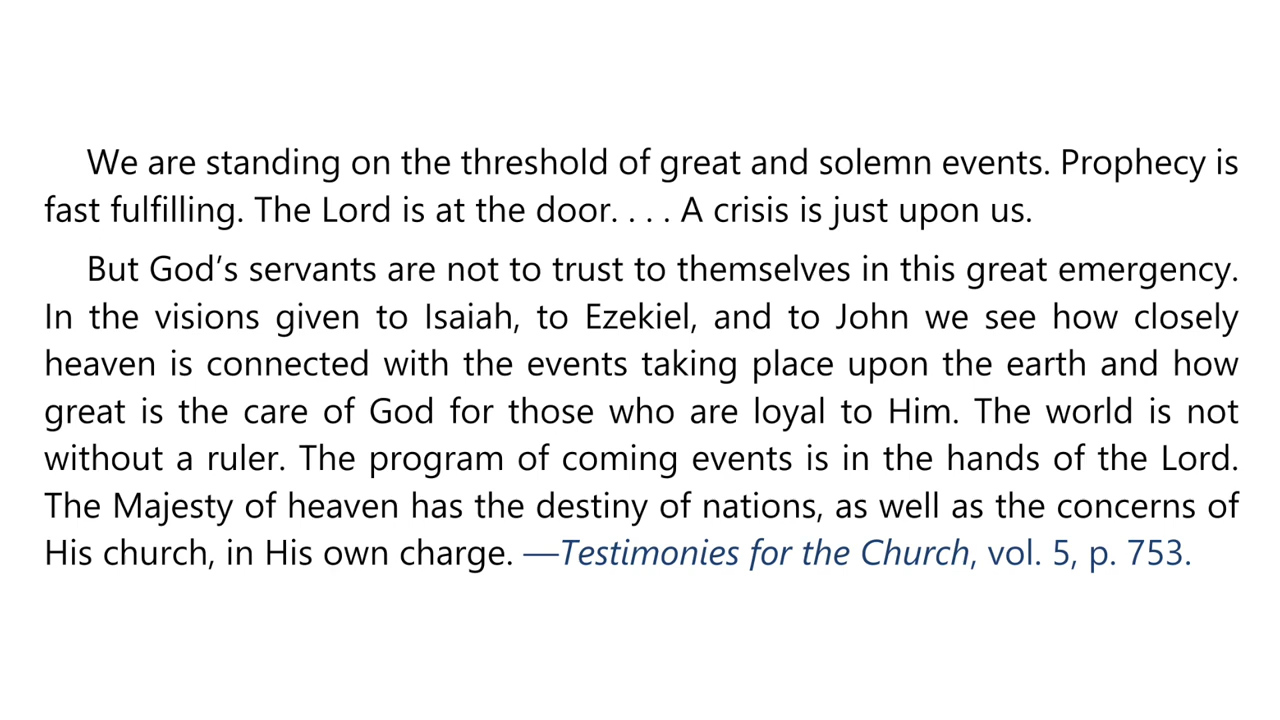 We are standing on the threshold of great and solemn events. Prophecy is
fast fulfilling. The Lord is at the door. . . . A crisis is just upon us.
But God’s servants are not to trust to themselves in this great emergency.
In the visions given to Isaiah, to Ezekiel, and to John we see how closely
heaven is connected with the events taking place upon the earth and how
great is the care of God for those who are loyal to Him. The world is not
without a ruler. The program of coming events is in the hands of the Lord.
The Majesty of heaven has the destiny of nations, as well as the concerns of
His church, in His own charge. —Testimonies for the Church, vol. 5, p. 753.